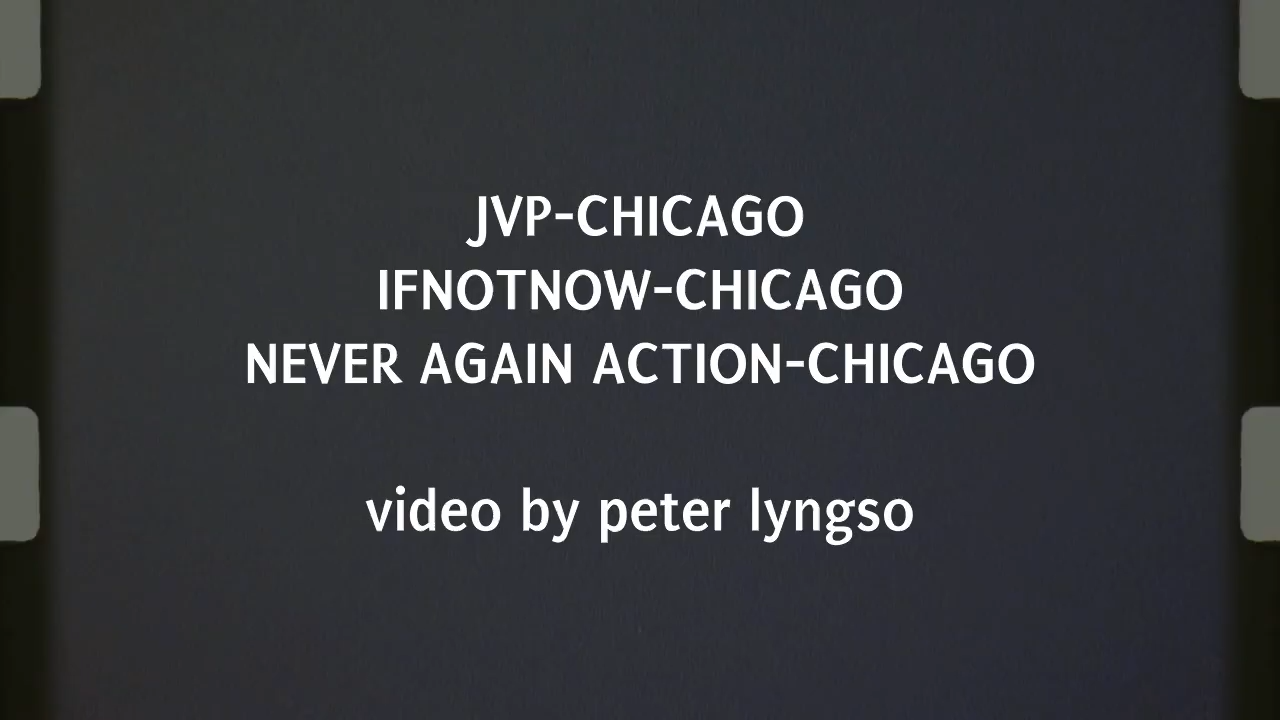 JVP-CHICAGO
IFNOTNOW-CHICAGO
NEVER AGAIN ACTION-CHICAGO
video by peter lyngso